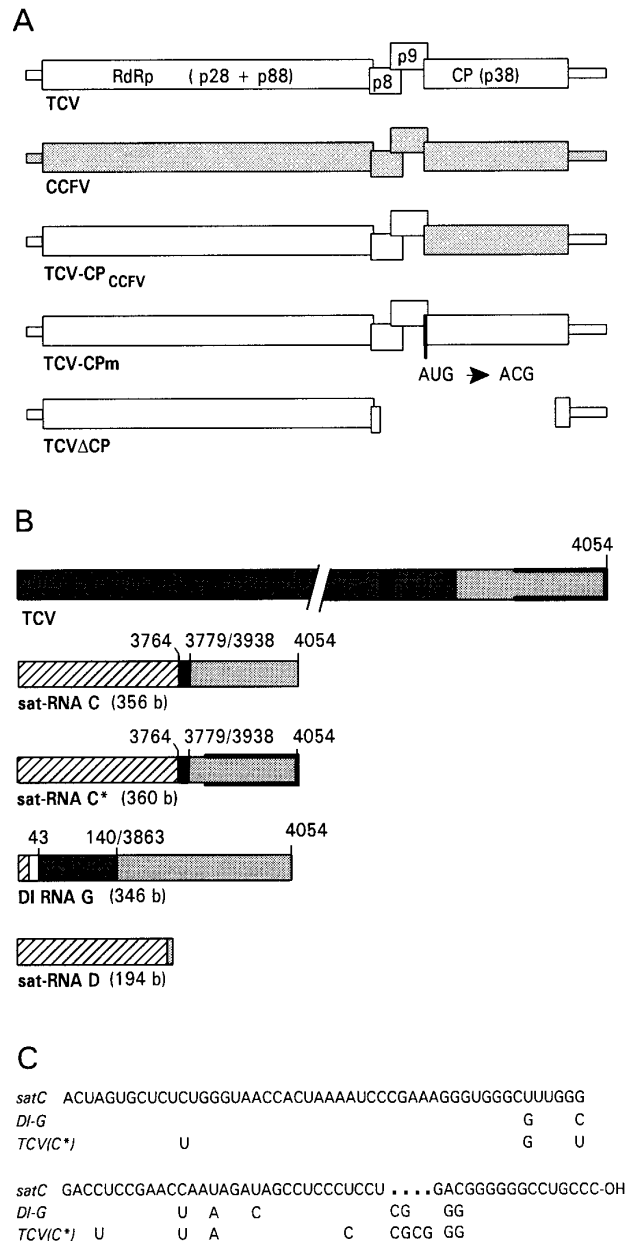 A
RdRp ( p28 + p88)
p8
p9
CP (p38)
TCV
CCFV
TCV-CP CCFV
TCV-CPm
AUG ➤ ACG
TCVΔCP
B
4054
TCV
3764 3779/3938 4054
sat-RNA C (356 b)
3764 3779/3938 4054
sat-RNA C* (360 b)
43 140/3863 4054
DI RNA G (346 b)
sat-RNA D (194 b)
C
satC ACUAGUGCUCUCUGGGUAACCACUAAAAUCCCGAAAGGGUGGGCUUUGGG
DI-G G C
TCV(C*) U G U
satC GACCUCCGAACCAAUAGAUAGCCUCCCUCCU . . . . GACGGGGGGCCUGCCC-OH
DI-G U A C CG GG
TCV(C*) U U A C CGCG GG